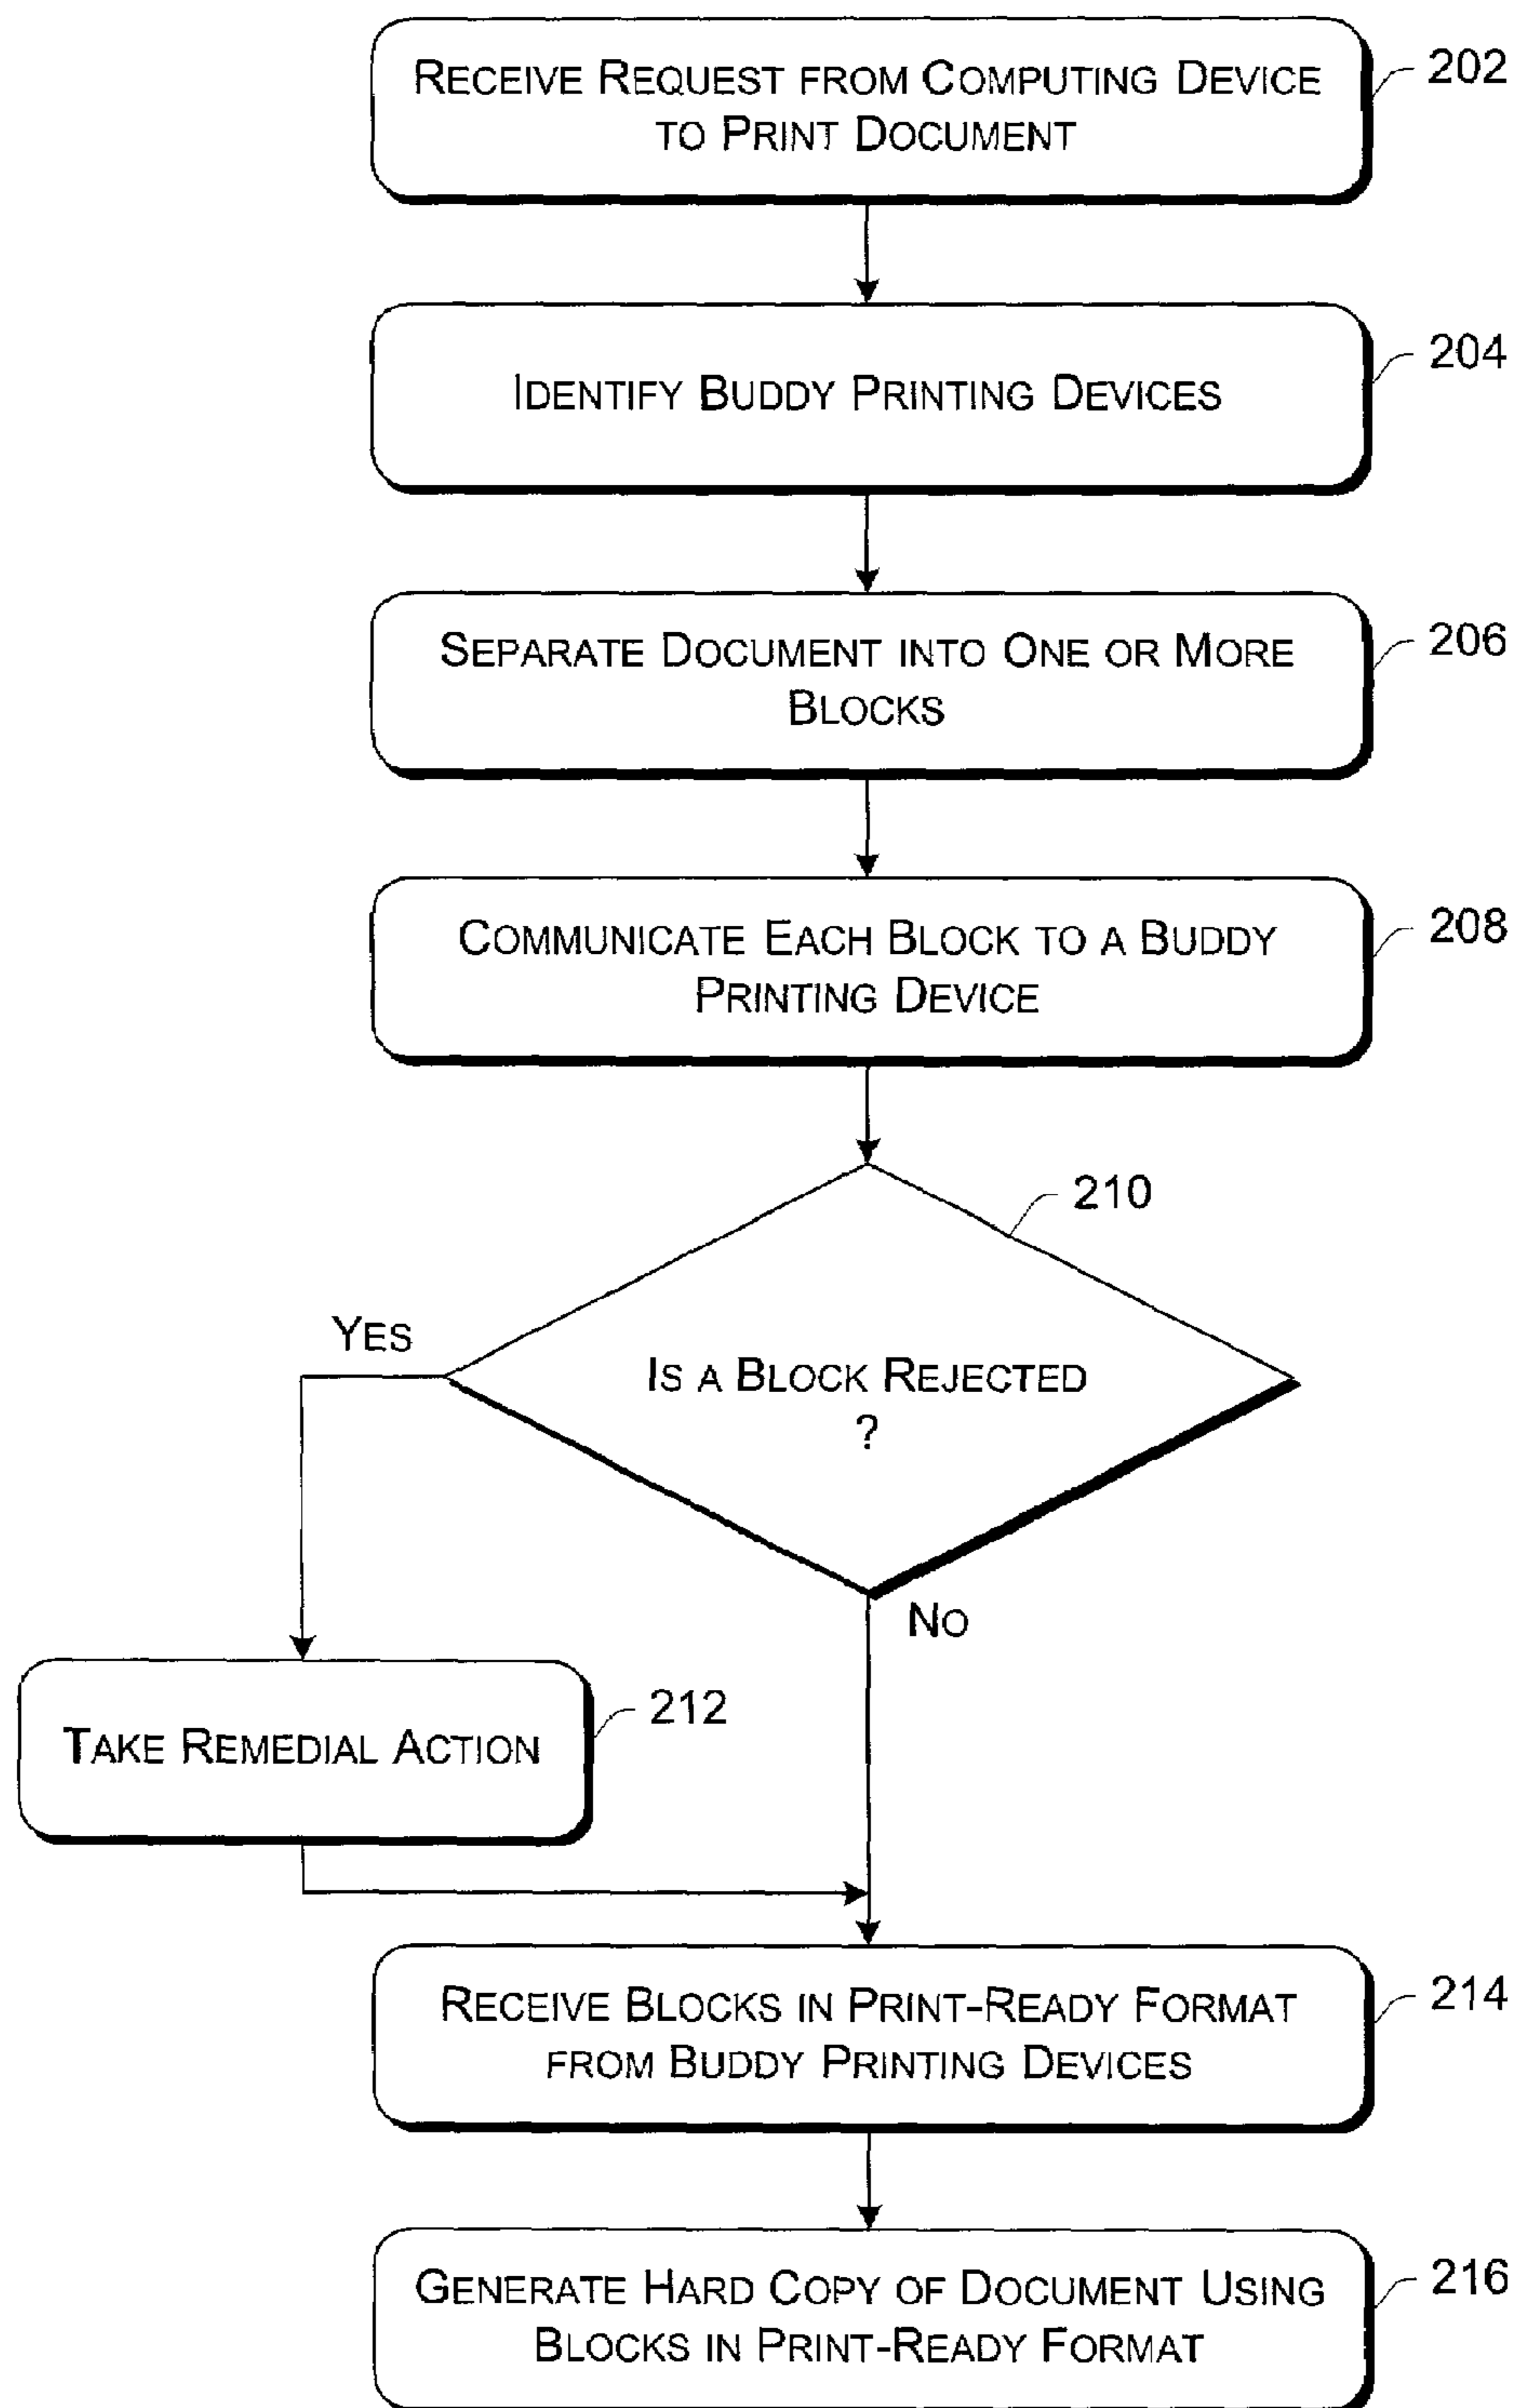 RECEIVE REQUEST FROM COMPUTING DEVICE
TO PRINT DOCUMENT
202
IDENTIFY BUDDY PRINTING DEVICES
204
SEPARATE DOCUMENT INTO ONE OR MORE
BLOCKS
206
COMMUNICATE EACH BLOCK TO A BUDDY
PRINTING DEVICE
208
210
YES
IS A BLOCK REJECTED
?
NO
TAKE REMEDIAL ACTION
212
RECEIVE BLOCKS IN PRINT-READY FORMAT
FROM BUDDY PRINTING DEVICES
214
GENERATE HARD COPY OF DOCUMENT USING
BLOCKS IN PRINT-READY FORMAT
216